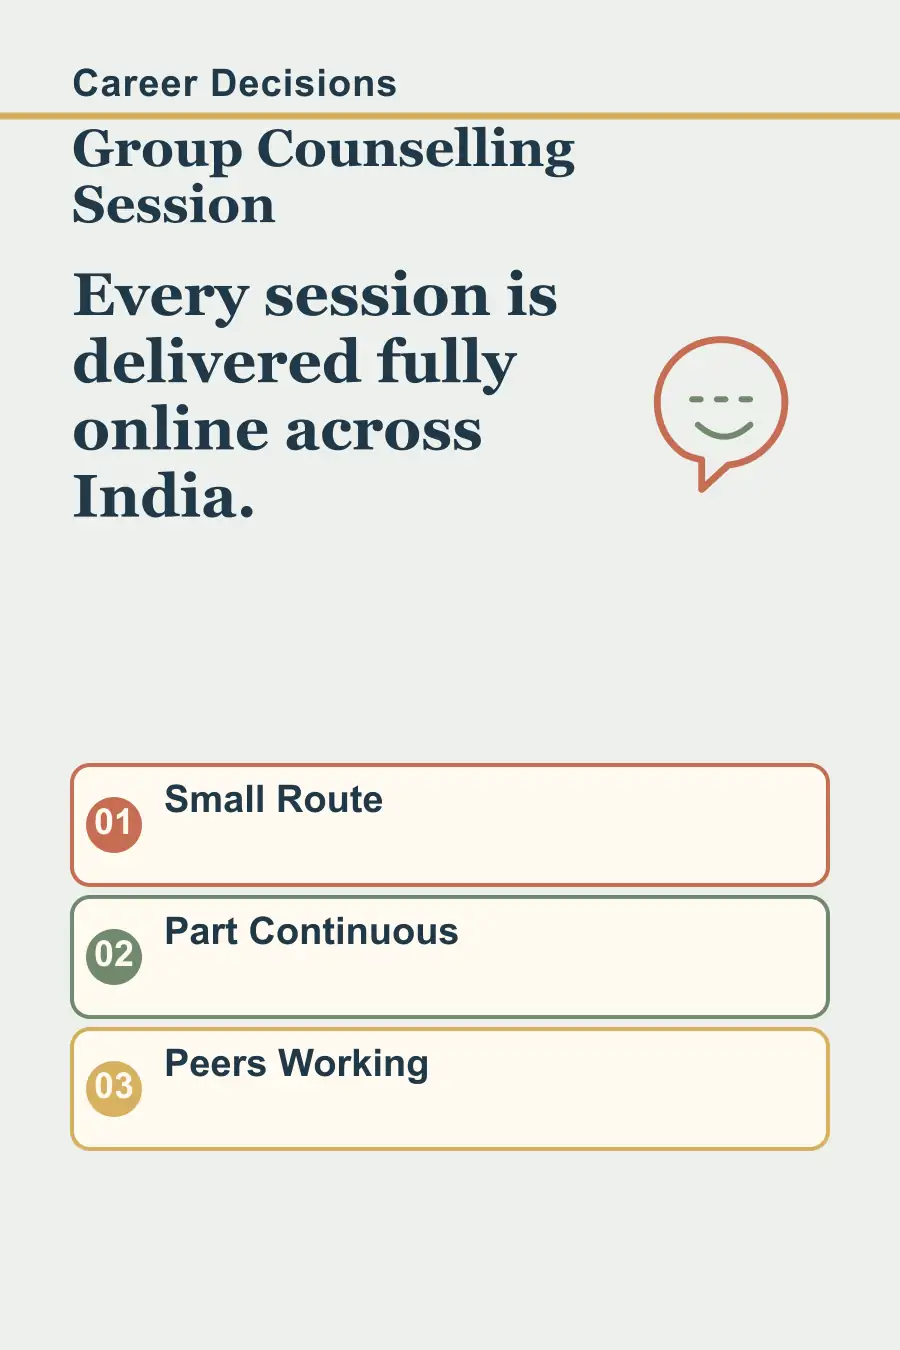 Career Decisions
Group Counselling
Session
Every session is
delivered fully
online across
India.
01
Small Route
02
Part Continuous
03
Peers Working